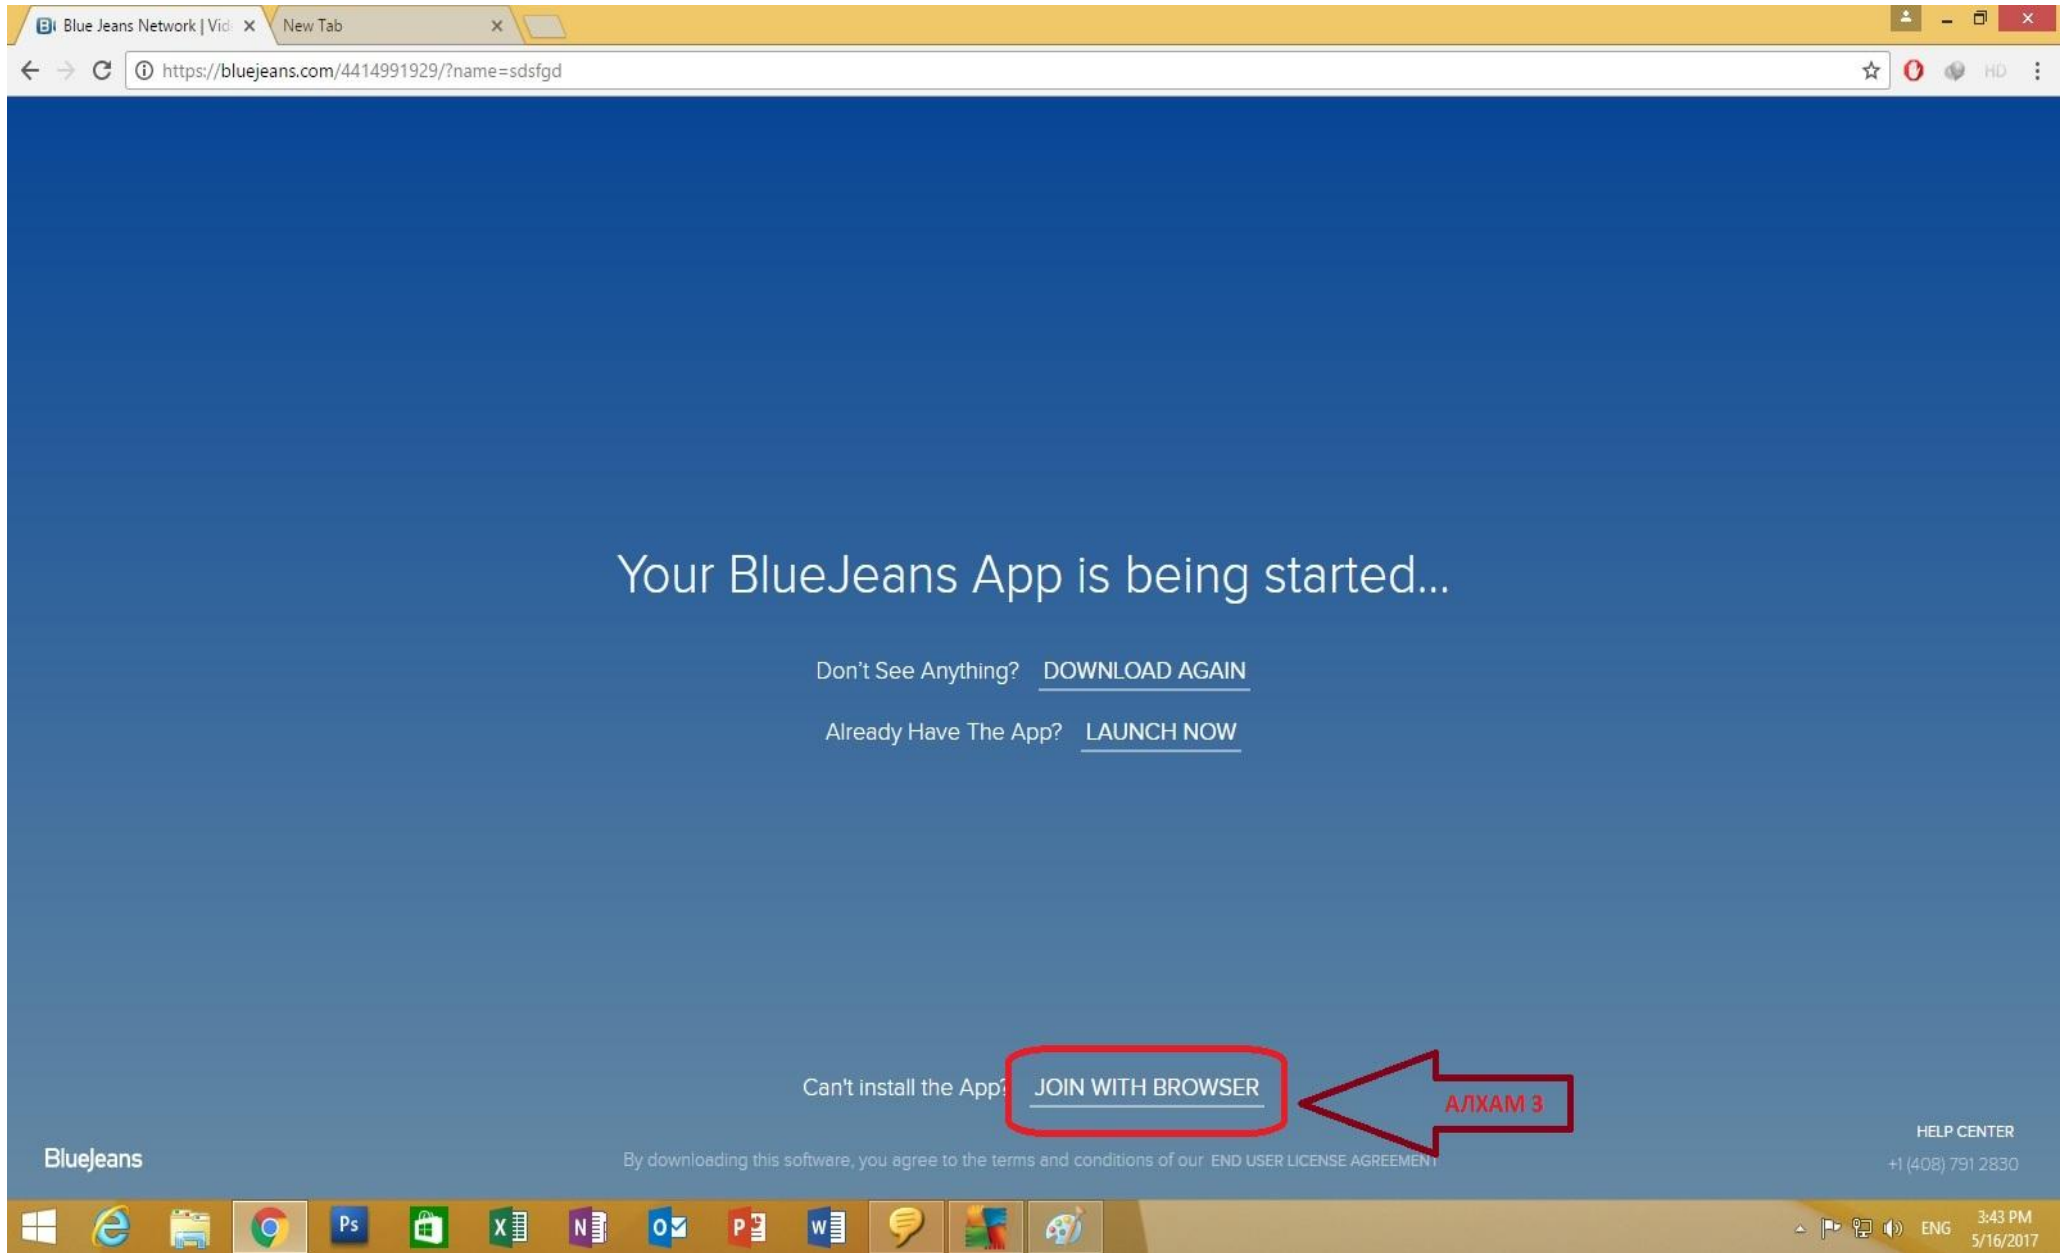 Blue Jeans Network | Vid
New Tab
https://bluejeans.com/4414991929/?name=sdsfgd
HD
Your BlueJeans App is being started...
Don't See Anything? DOWNLOAD AGAIN
Already Have The App? LAUNCH NOW
Can't install the App? JOIN WITH BROWSER
АЛХАМ 3
HELP CENTER
BlueJeans
By downloading this software, you agree to the terms and conditions of our END USER LICENSE AGREEMENT
+1 (408) 791 2830
Ps
ENG
3:43 PM
5/16/2017